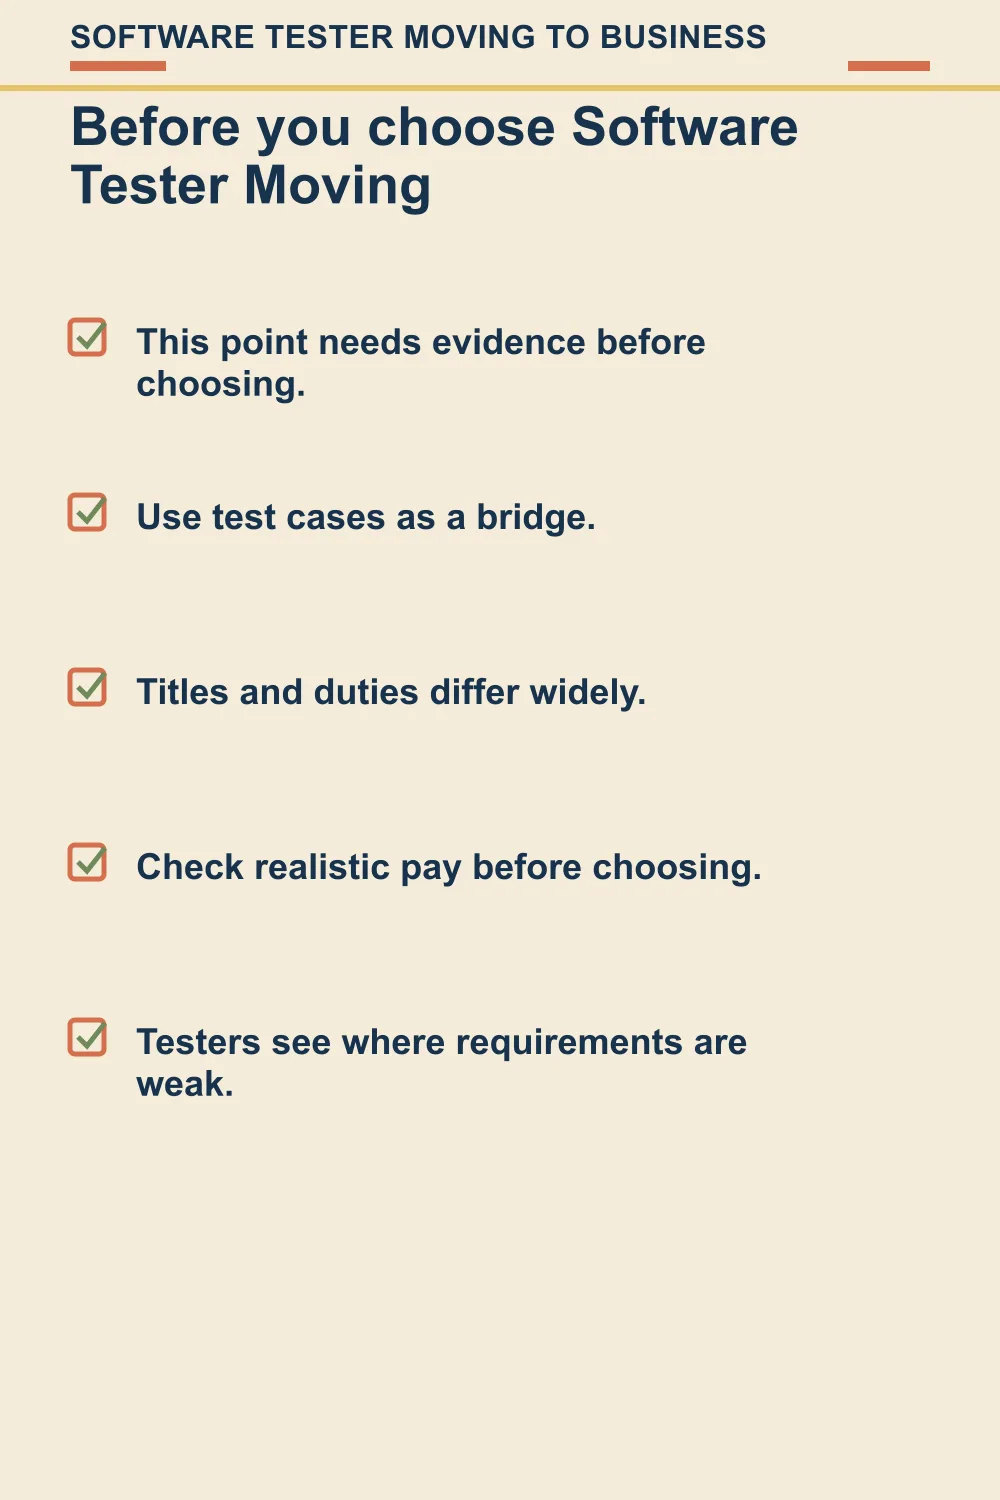 SOFTWARE TESTER MOVING TO BUSINESS
Before you choose Software
Tester Moving
This point needs evidence before
choosing.
Use test cases as a bridge.
Titles and duties differ widely.
Check realistic pay before choosing.
Testers see where requirements are
weak.